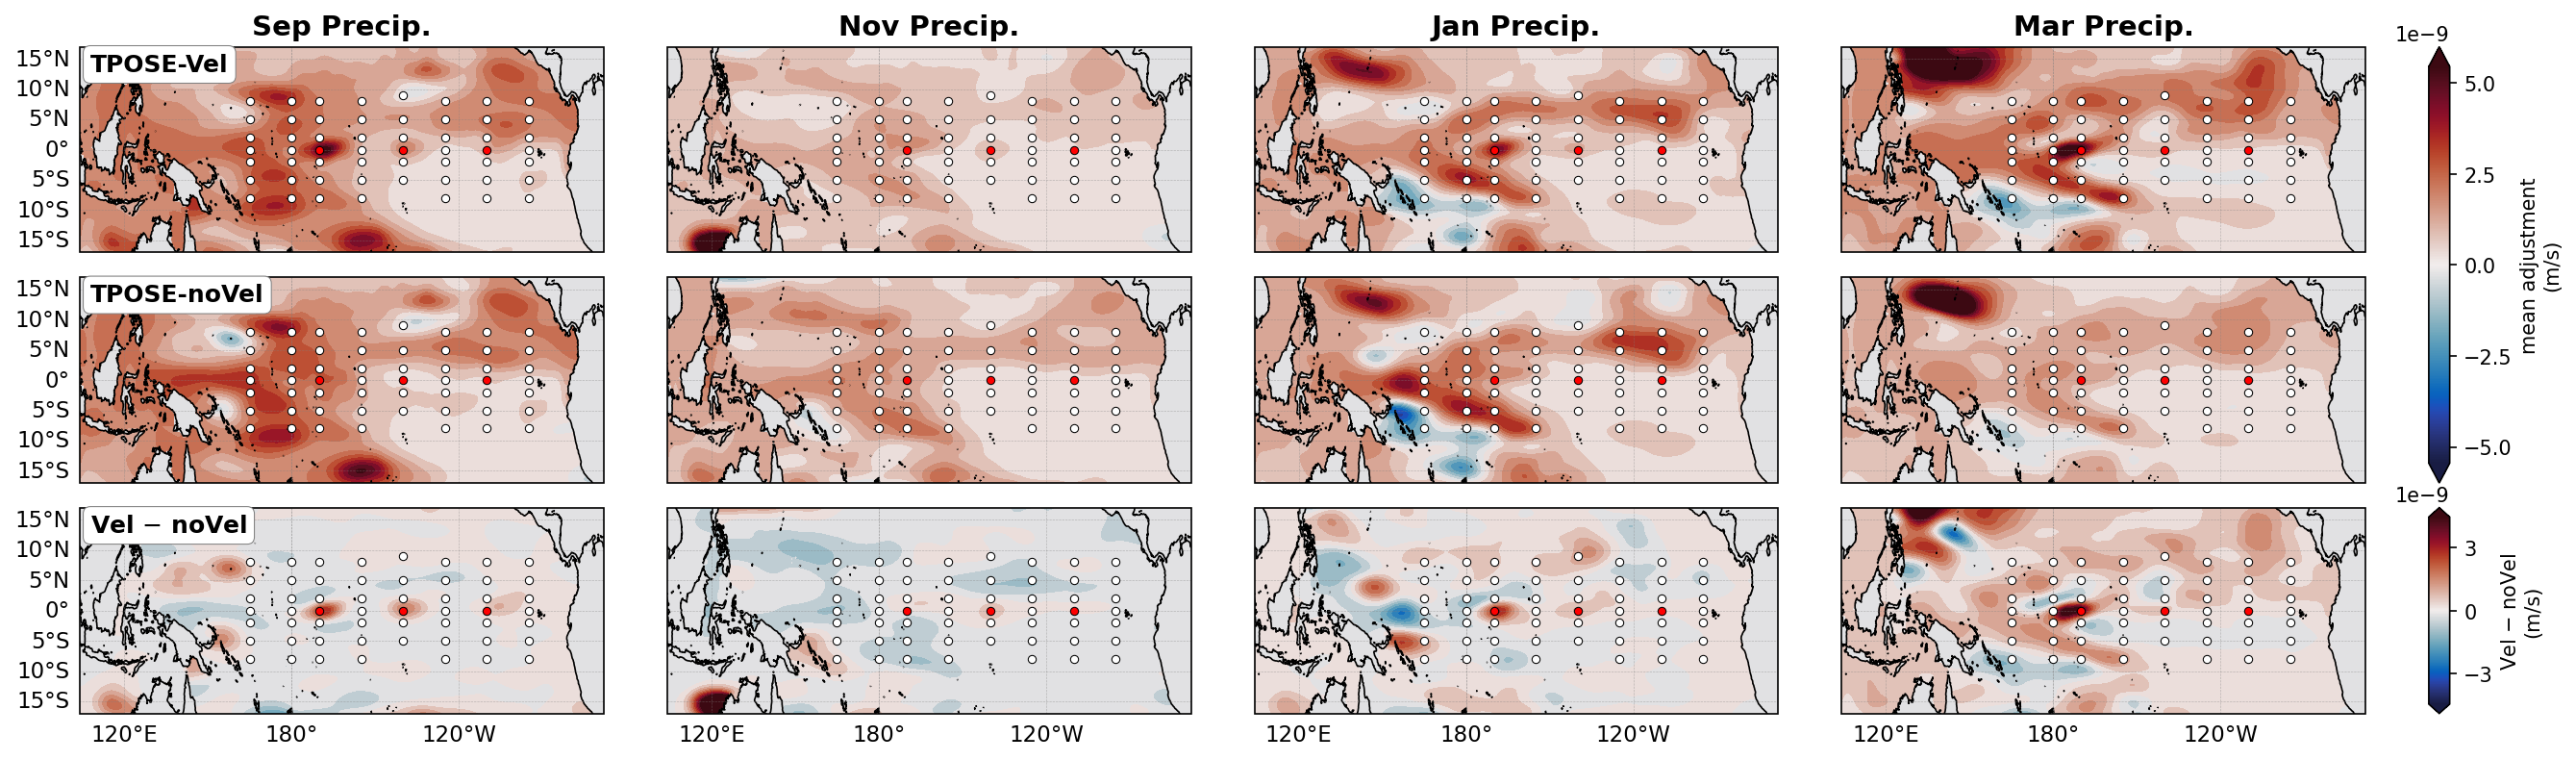 Sep Precip.
Nov Precip.
Jan Precip.
Mar Precip.
1e−9
TPOSE-Vel
15°N
10°N
5°N
0°
5°S
10°S
15°S
5.0
2.5
0.0
−2.5
−5.0
mean adjustment
(m/s)
TPOSE-noVel
15°N
10°N
5°N
0°
5°S
10°S
15°S
1e−9
Vel − noVel
15°N
10°N
5°N
0°
5°S
10°S
15°S
3
0
−3
Vel − noVel
(m/s)
120°E
180°
120°W
120°E
180°
120°W
120°E
180°
120°W
120°E
180°
120°W